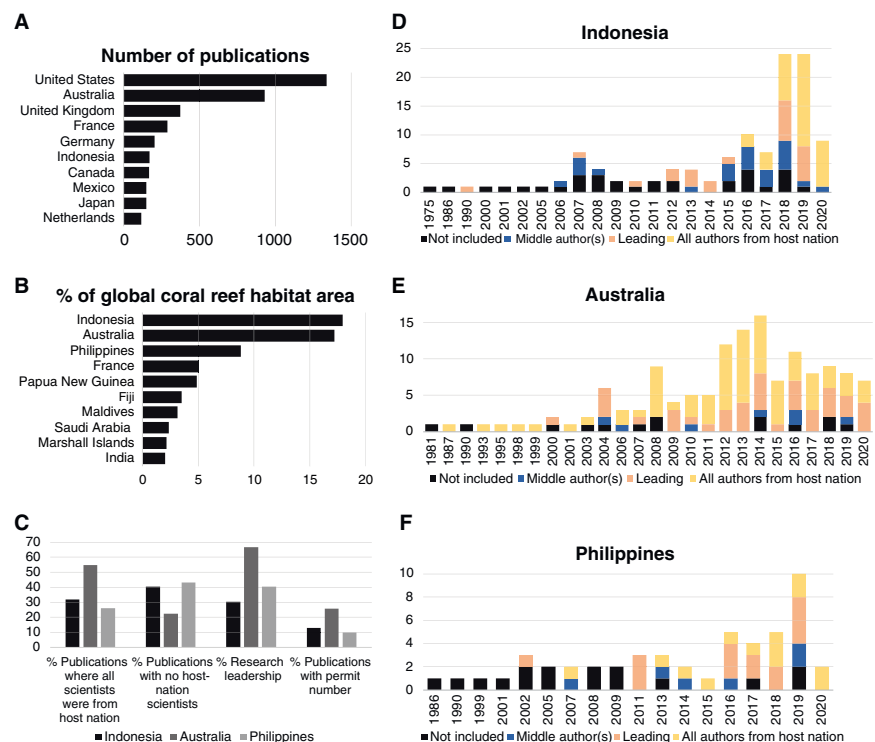 A
Number of publications
United States
Australia
United Kingdom
France
Germany
Indonesia
Canada
Mexico
Japan
Netherlands
0 500 1000 1500
B
% of global coral reef habitat area
Indonesia
Australia
Philippines
France
Papua New Guinea
Fiji
Maldives
Saudi Arabia
Marshall Islands
India
0 5 10 15 20
C
70
60
50
40
30
20
10
0
% Publications where all scientists were from host nation
% Publications with no host-nation scientists
% Research leadership
% Publications with permit number
Indonesia Australia Philippines
D
Indonesia
25
20
15
10
5
0
1975 1986 1990 2000 2001 2002 2005 2006 2007 2008 2009 2010 2011 2012 2013 2014 2015 2016 2017 2018 2019 2020
Not included Middle author(s) Leading All authors from host nation
E
Australia
15
10
5
0
1981 1987 1990 1993 1995 1998 1999 2000 2001 2003 2004 2006 2007 2008 2009 2010 2011 2012 2013 2014 2015 2016 2017 2018 2019 2020
Not included Middle author(s) Leading All authors from host nation
F
Philippines
10
8
6
4
2
0
1986 1990 1999 2001 2002 2005 2007 2008 2009 2011 2013 2014 2015 2016 2017 2018 2019 2020
Not included Middle author(s) Leading All authors from host nation